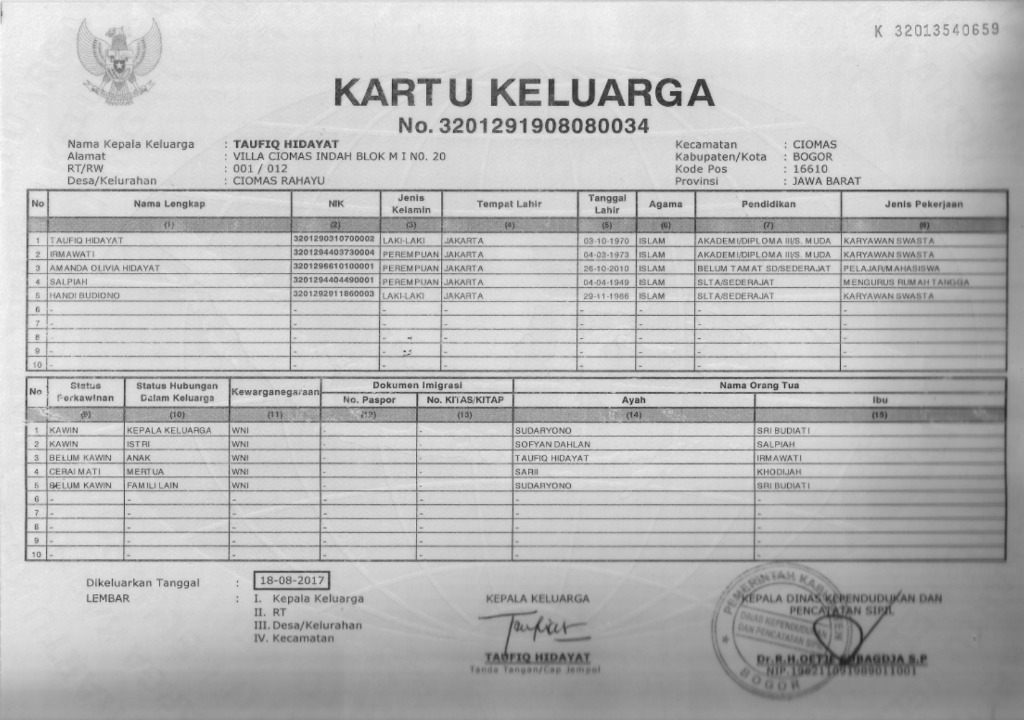 K 32013540659
KARTU KELUARGA
No. 3201291908080034
Nama Kepala Keluarga : TAUFIQ HIDAYAT
Alamat : VILLA CIOMAS INDAH BLOK M I NO. 20
RT/RW : 001 / 012
Desa/Kelurahan : CIOMAS RAHAYU
Kecamatan : CIOMAS
Kabupaten/Kota : BOGOR
Kode Pos : 16610
Provinsi : JAWA BARAT
No Nama Lengkap NIK Jenis Kelamin Tempat Lahir Tanggal Lahir Agama Pendidikan Jenis Pekerjaan
(1) (2) (3) (4) (5) (6) (7) (8)
1 TAUFIQ HIDAYAT 3201290310700002 LAKI-LAKI JAKARTA 03-10-1970 ISLAM AKADEMI/DIPLOMA III/S. MUDA KARYAWAN SWASTA
2 IRMAWATI 3201294403730004 PEREMPUAN JAKARTA 04-03-1973 ISLAM AKADEMI/DIPLOMA III/S. MUDA KARYAWAN SWASTA
3 AMANDA OLIVIA HIDAYAT 3201296610100001 PEREMPUAN JAKARTA 26-10-2010 ISLAM BELUM TAMAT SD/SEDERAJAT PELAJAR/MAHASISWA
4 SALPIAH 3201294404490001 PEREMPUAN JAKARTA 04-04-1949 ISLAM SLTA/SEDERAJAT MENGURUS RUMAH TANGGA
5 HANDI BUDIONO 3201292911860003 LAKI-LAKI JAKARTA 29-11-1986 ISLAM SLTA/SEDERAJAT KARYAWAN SWASTA
6 - - - - - - - -
7 - - - - - - - -
8 - - - - - - - -
9 - - - - - - - -
10 - - - - - - - -
No Status Perkawinan Status Hubungan Dalam Keluarga Kewarganegaraan Dokumen Imigrasi Nama Orang Tua
No. Paspor No. KITAS/KITAP Ayah Ibu
(9) (10) (11) (12) (13) (14) (15)
1 KAWIN KEPALA KELUARGA WNI - - SUDARYONO SRI BUDIATI
2 KAWIN ISTRI WNI - - SOFYAN DAHLAN SALPIAH
3 BELUM KAWIN ANAK WNI - - TAUFIQ HIDAYAT IRMAWATI
4 CERAI MATI MERTUA WNI - - SARII KHODIJAH
5 BELUM KAWIN FAMILI LAIN WNI - - SUDARYONO SRI BUDIATI
6 - - - - - - -
7 - - - - - - -
8 - - - - - - -
9 - - - - - - -
10 - - - - - - -
Dikeluarkan Tanggal : 18-08-2017
LEMBAR : I. Kepala Keluarga
II. RT
III. Desa/Kelurahan
IV. Kecamatan
KEPALA KELUARGA
TAUFIQ HIDAYAT
Tanda Tangan/Cap Jempol
KEPALA DINAS KEPENDUDUKAN DAN
PENCATATAN SIPIL
PEMERINTAH
DINAS KEPENDUDUKAN
DAN PENCATATAN SIPIL
BOGOR
NIP 196211091989011001